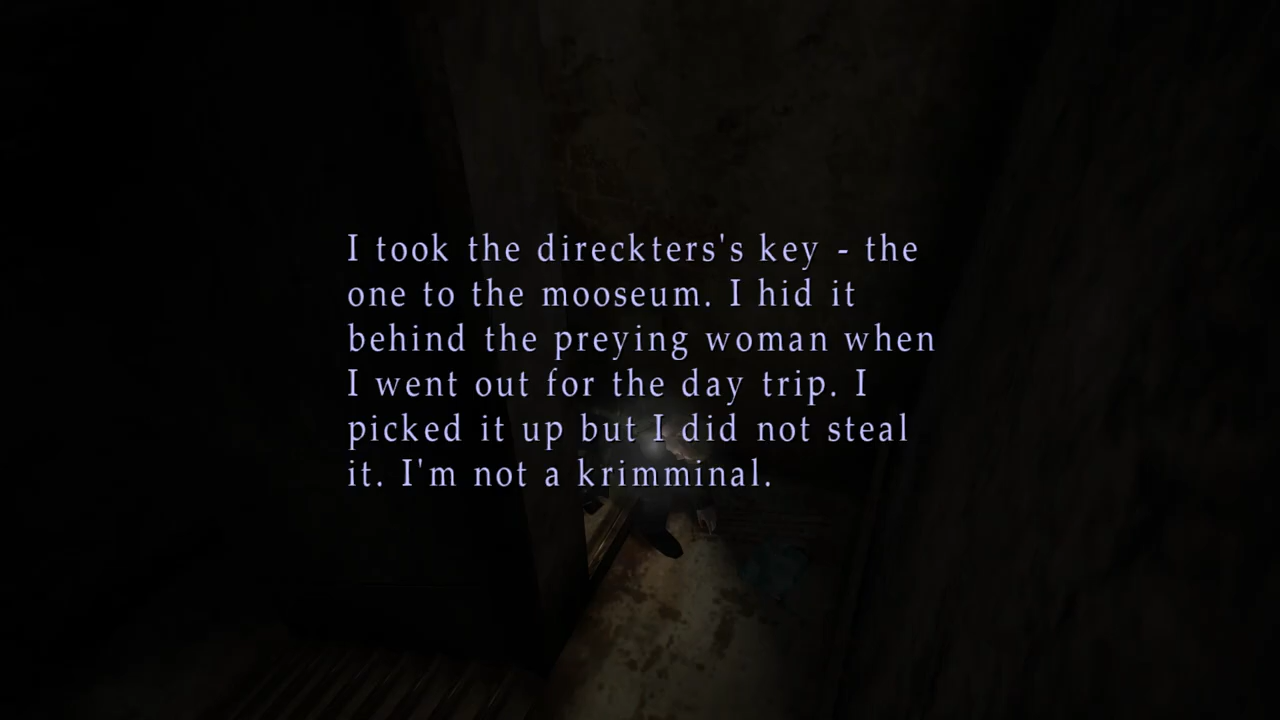 I took the direckters's key - the
one to the mooseum. I hid it
behind the preying woman when
I went out for the day trip. I
picked it up but I did not steal
it. I'm not a krimminal.